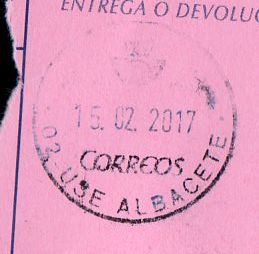 ENTREGA O DEVOLUC
15. 02. 2017
CORREOS
· 02 - USE ALBACETE ·